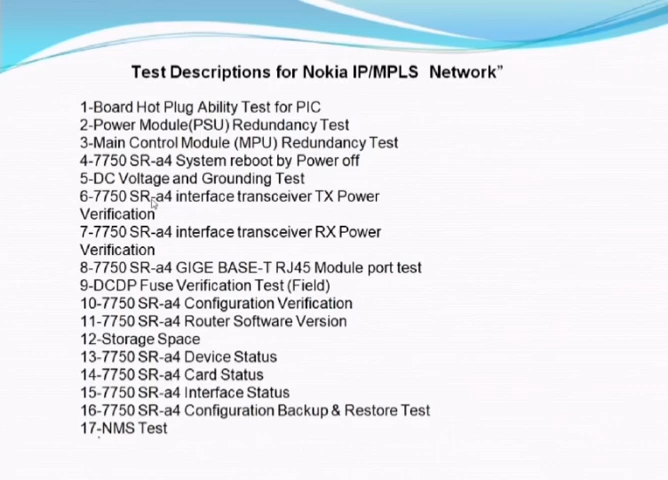 Test Descriptions for Nokia IP/MPLS Network”
1-Board Hot Plug Ability Test for PIC
2-Power Module(PSU) Redundancy Test
3-Main Control Module (MPU) Redundancy Test
4-7750 SR-a4 System reboot by Power off
5-DC Voltage and Grounding Test
6-7750 SR-a4 interface transceiver TX Power
Verification
7-7750 SR-a4 interface transceiver RX Power
Verification
8-7750 SR-a4 GIGE BASE-T RJ45 Module port test
9-DCDP Fuse Verification Test (Field)
10-7750 SR-a4 Configuration Verification
11-7750 SR-a4 Router Software Version
12-Storage Space
13-7750 SR-a4 Device Status
14-7750 SR-a4 Card Status
15-7750 SR-a4 Interface Status
16-7750 SR-a4 Configuration Backup & Restore Test
17-NMS Test